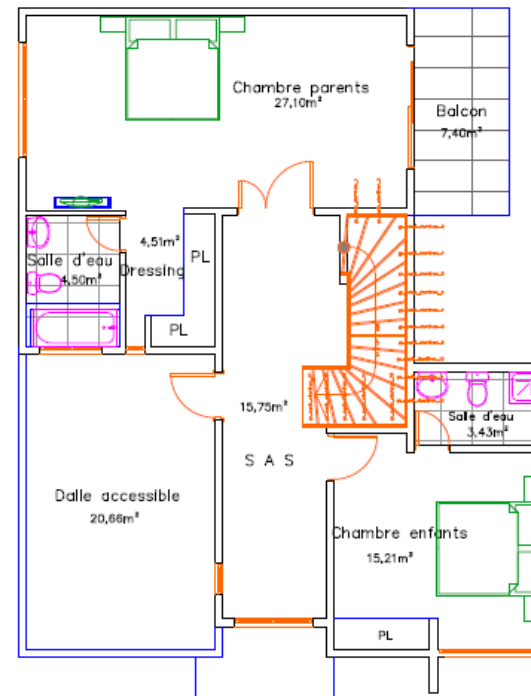 Chambre parents
27,10m²
Balcon
7,40m²
4,51m²
Dressing
PL
Salle d'eau
4,50m²
PL
15,75m²
S A S
Salle d'eau
3,43m²
Dalle accessible
20,66m²
Chambre enfants
15,21m²
PL